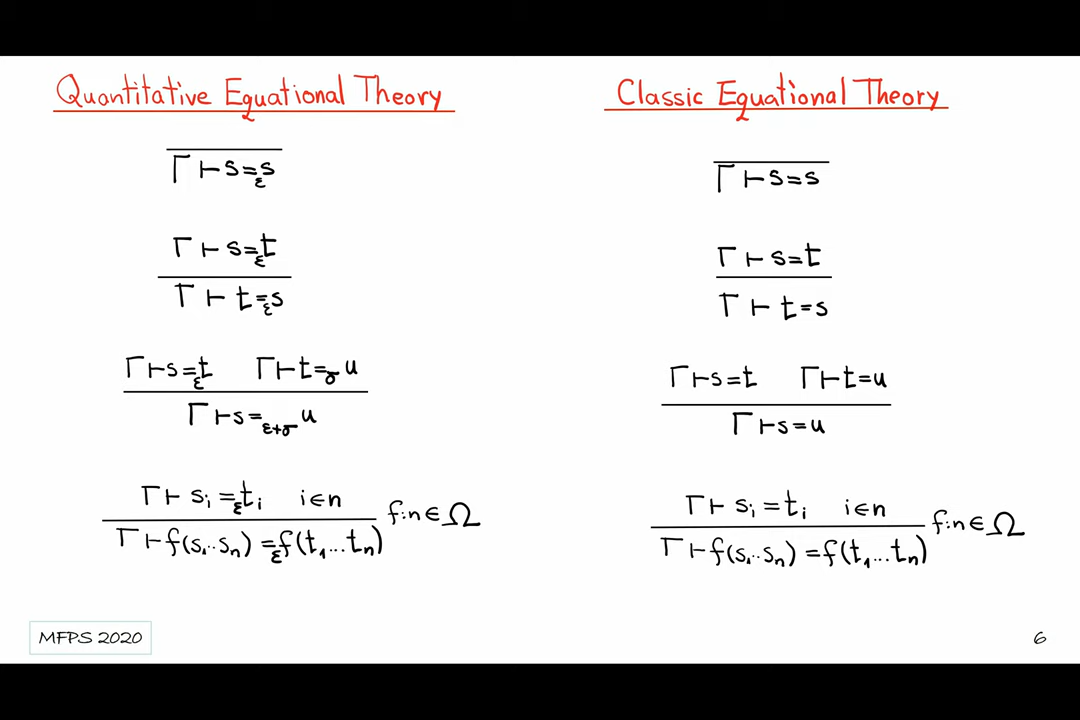 Quantitative Equational Theory
Γ ⊢ s =ε s
Γ ⊢ s =ε t
Γ ⊢ t =ε s
Γ ⊢ s =ε t   Γ ⊢ t =σ u
Γ ⊢ s =ε+σ u
Γ ⊢ si =ε ti   i ∈ n
f:n ∈ Ω
Γ ⊢ f(s1..sn) =ε f(t1...tn)
Classic Equational Theory
Γ ⊢ s = s
Γ ⊢ s = t
Γ ⊢ t = s
Γ ⊢ s = t   Γ ⊢ t = u
Γ ⊢ s = u
Γ ⊢ si = ti   i ∈ n
f:n ∈ Ω
Γ ⊢ f(s1..sn) = f(t1...tn)
MFPS 2020
6